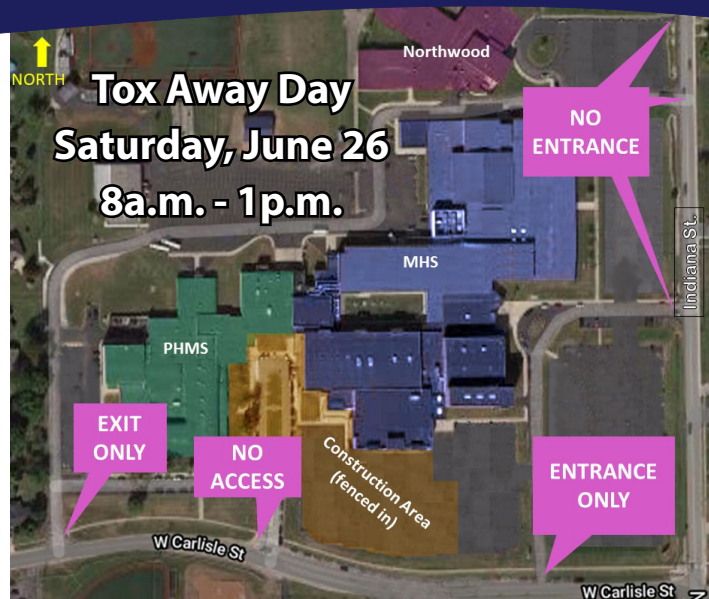 NORTH
Tox Away Day
Saturday, June 26
8a.m. - 1p.m.
Northwood
NO
ENTRANCE
Indiana St.
MHS
PHMS
EXIT
ONLY
NO
ACCESS
Construction Area
(fenced in)
ENTRANCE
ONLY
W Carlisle St
W Carlisle St
N